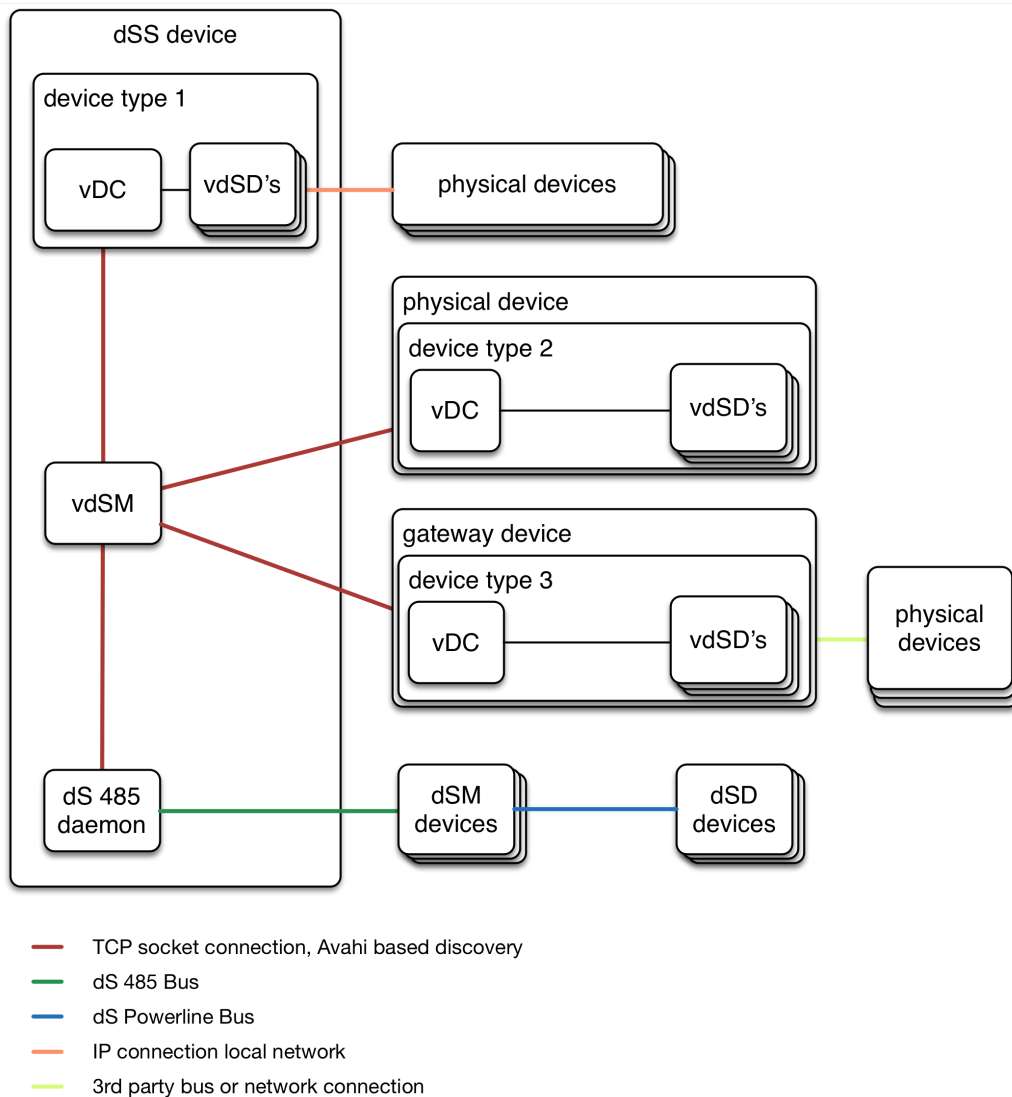 dSS device
device type 1
vDC
vdSD’s
physical devices
physical device
device type 2
vDC
vdSD’s
vdSM
gateway device
device type 3
vDC
vdSD’s
physical
devices
dS 485
daemon
dSM
devices
dSD
devices
TCP socket connection, Avahi based discovery
dS 485 Bus
dS Powerline Bus
IP connection local network
3rd party bus or network connection